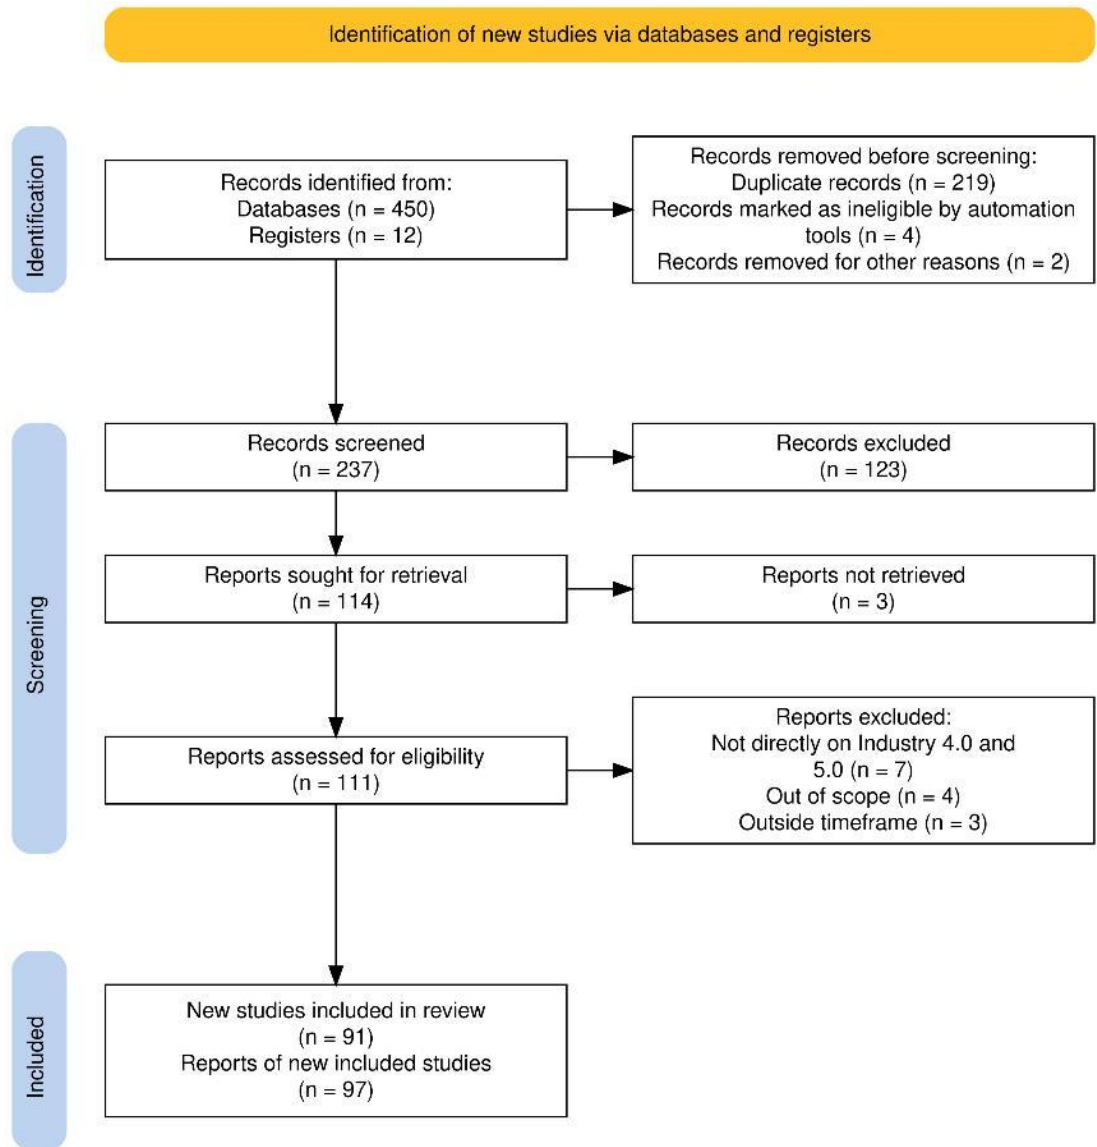 Identification of new studies via databases and registers
Identification
Records identified from:
Databases (n = 450)
Registers (n = 12)
Records removed before screening:
Duplicate records (n = 219)
Records marked as ineligible by automation
tools (n = 4)
Records removed for other reasons (n = 2)
Screening
Records screened
(n = 237)
Records excluded
(n = 123)
Reports sought for retrieval
(n = 114)
Reports not retrieved
(n = 3)
Reports assessed for eligibility
(n = 111)
Reports excluded:
Not directly on Industry 4.0 and
5.0 (n = 7)
Out of scope (n = 4)
Outside timeframe (n = 3)
Included
New studies included in review
(n = 91)
Reports of new included studies
(n = 97)